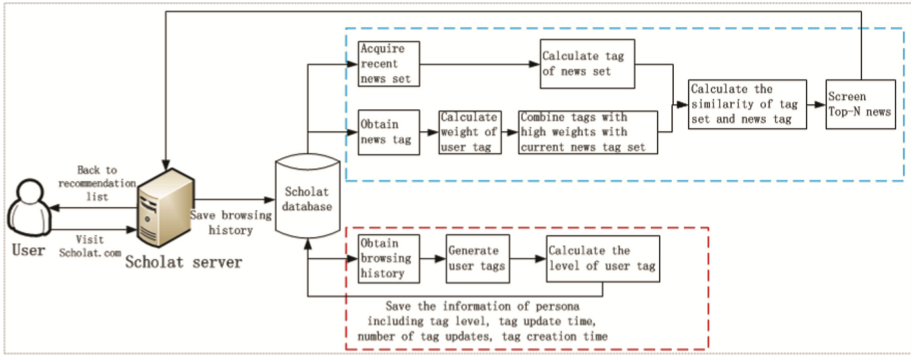 Acquire
recent
news set
Calculate tag
of news set
Calculate the
similarity of tag
set and news tag
Screen
Top-N news
Obtain
news tag
Calculate
weight of
user tag
Combine tags with
high weights with
current news tag set
Back to
recommendation
list
Visit
Scholat.com
User
Scholat server
Save browsing
history
Scholat
database
Obtain
browsing
history
Generate
user tags
Calculate the
level of user tag
Save the information of persona
including tag level, tag update time,
number of tag updates, tag creation time